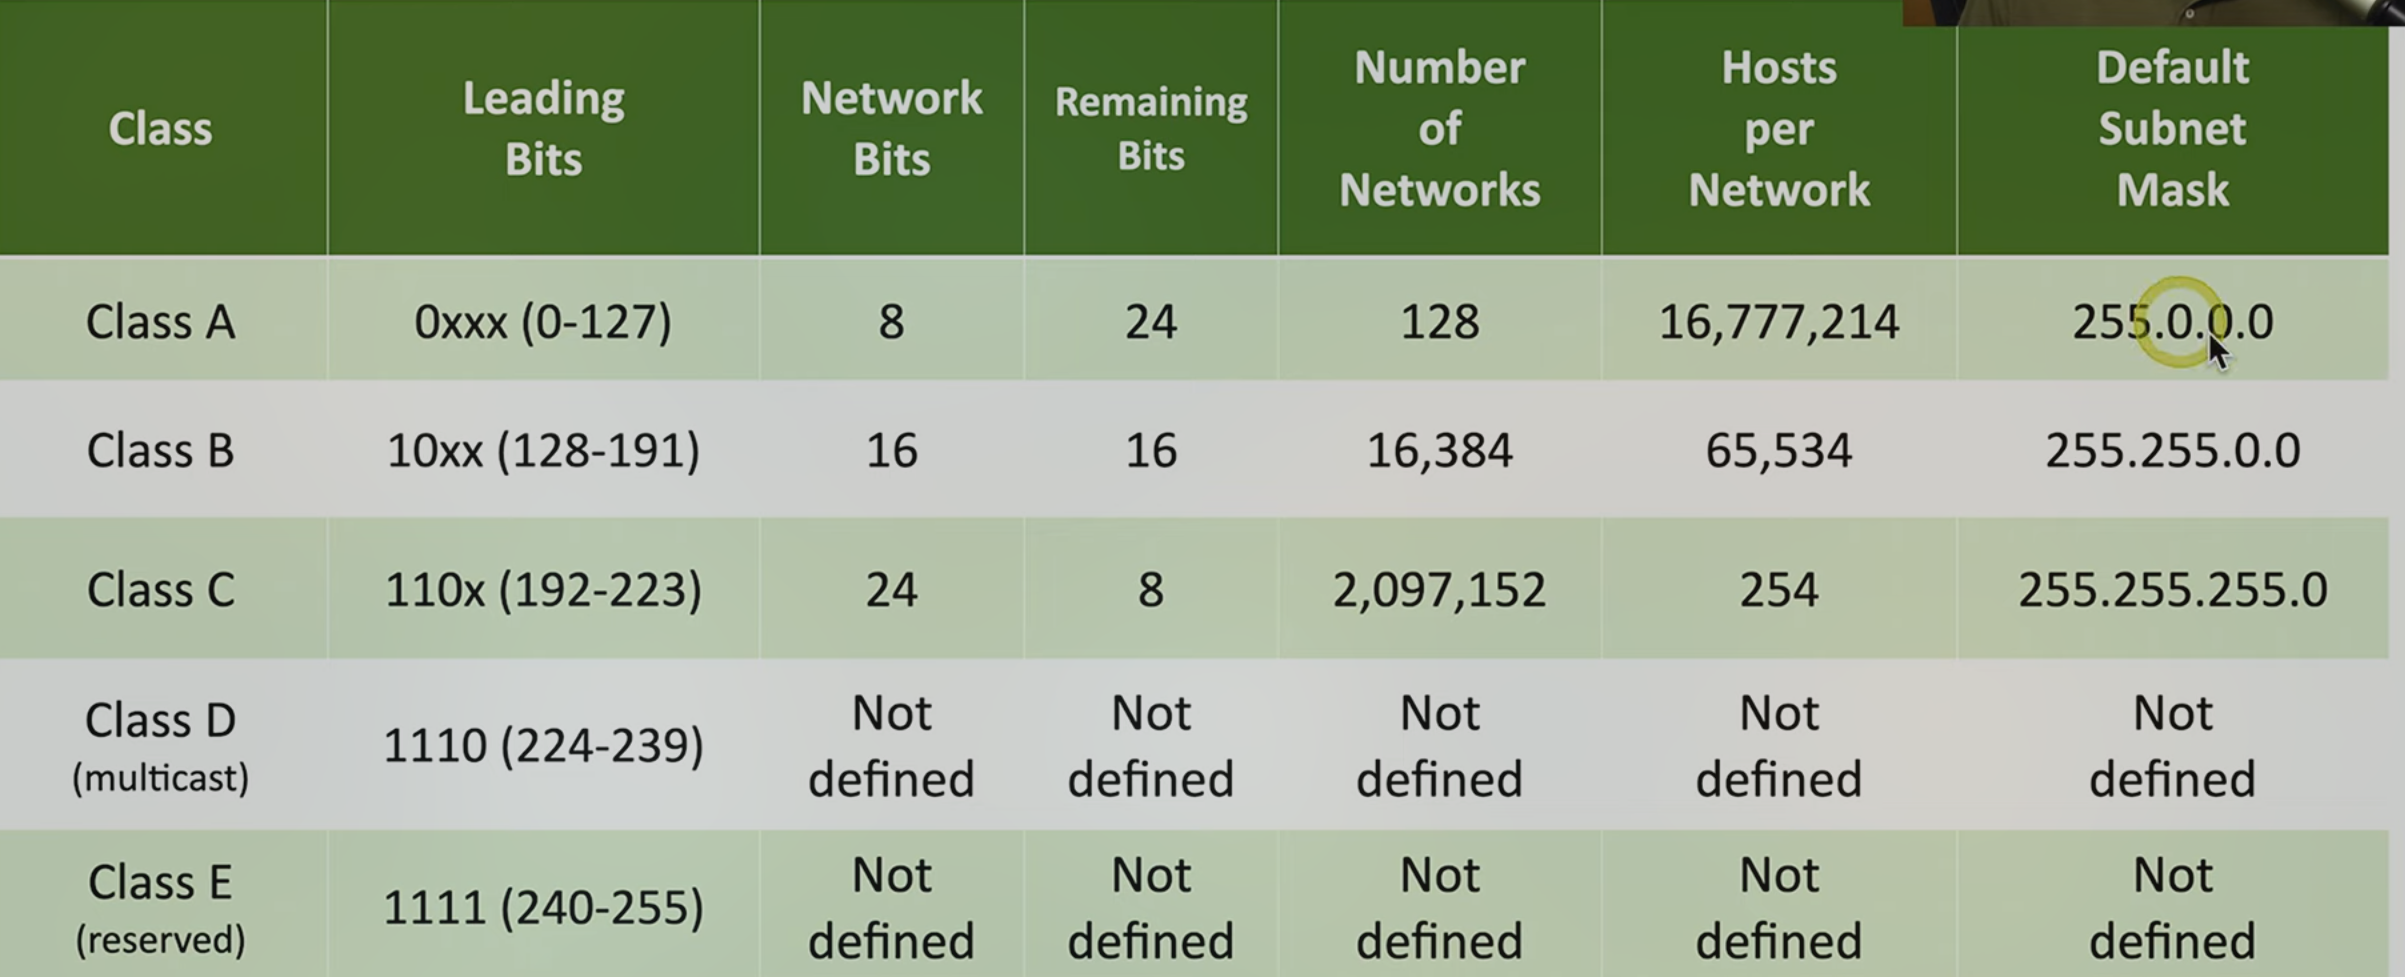 Class | Leading Bits | Network Bits | Remaining Bits | Number of Networks | Hosts per Network | Default Subnet Mask
Class A | 0xxx (0-127) | 8 | 24 | 128 | 16,777,214 | 255.0.0.0
Class B | 10xx (128-191) | 16 | 16 | 16,384 | 65,534 | 255.255.0.0
Class C | 110x (192-223) | 24 | 8 | 2,097,152 | 254 | 255.255.255.0
Class D (multicast) | 1110 (224-239) | Not defined | Not defined | Not defined | Not defined | Not defined
Class E (reserved) | 1111 (240-255) | Not defined | Not defined | Not defined | Not defined | Not defined